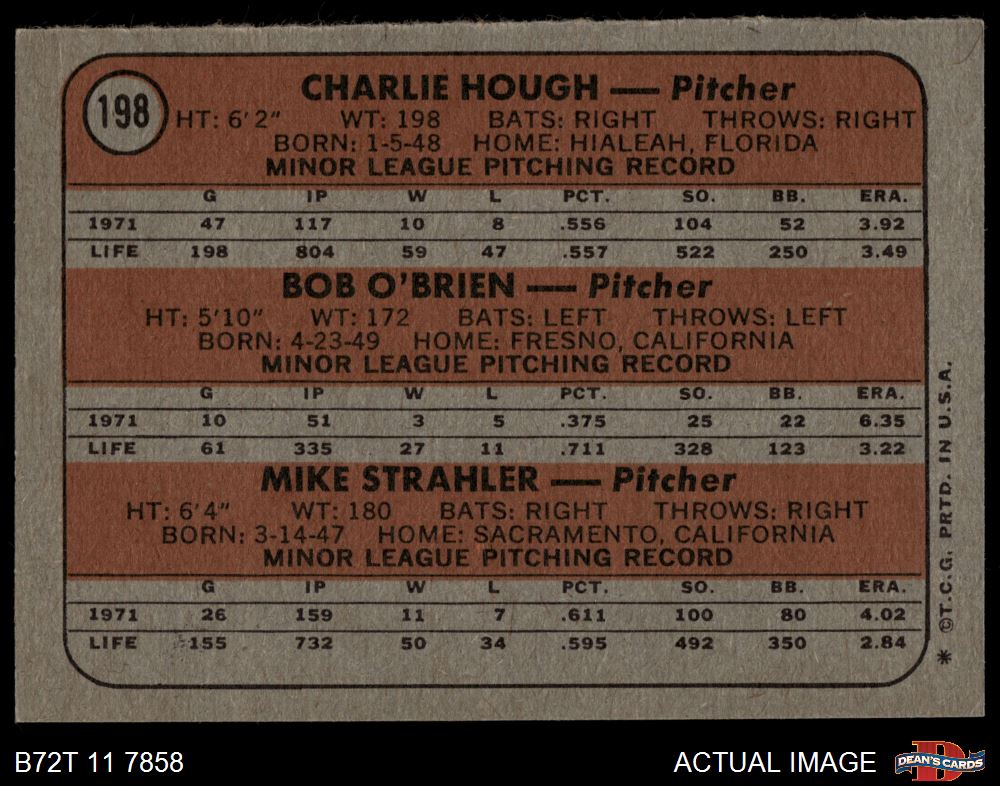 198
CHARLIE HOUGH — Pitcher
HT: 6'2" WT: 198 BATS: RIGHT THROWS: RIGHT
BORN: 1-5-48 HOME: HIALEAH, FLORIDA
MINOR LEAGUE PITCHING RECORD
G IP W L PCT. SO. BB. ERA.
1971 47 117 10 8 .556 104 52 3.92
LIFE 198 804 59 47 .557 522 250 3.49
BOB O'BRIEN — Pitcher
HT: 5'10" WT: 172 BATS: LEFT THROWS: LEFT
BORN: 4-23-49 HOME: FRESNO, CALIFORNIA
MINOR LEAGUE PITCHING RECORD
G IP W L PCT. SO. BB. ERA.
1971 10 51 3 5 .375 25 22 6.35
LIFE 61 335 27 11 .711 328 123 3.22
MIKE STRAHLER — Pitcher
HT: 6'4" WT: 180 BATS: RIGHT THROWS: RIGHT
BORN: 3-14-47 HOME: SACRAMENTO, CALIFORNIA
MINOR LEAGUE PITCHING RECORD
G IP W L PCT. SO. BB. ERA.
1971 26 159 11 7 .611 100 80 4.02
LIFE 155 732 50 34 .595 492 350 2.84
* ©T.C.G. PRTD. IN U.S.A.
B72T 11 7858
ACTUAL IMAGE
D
DEAN'S CARDS